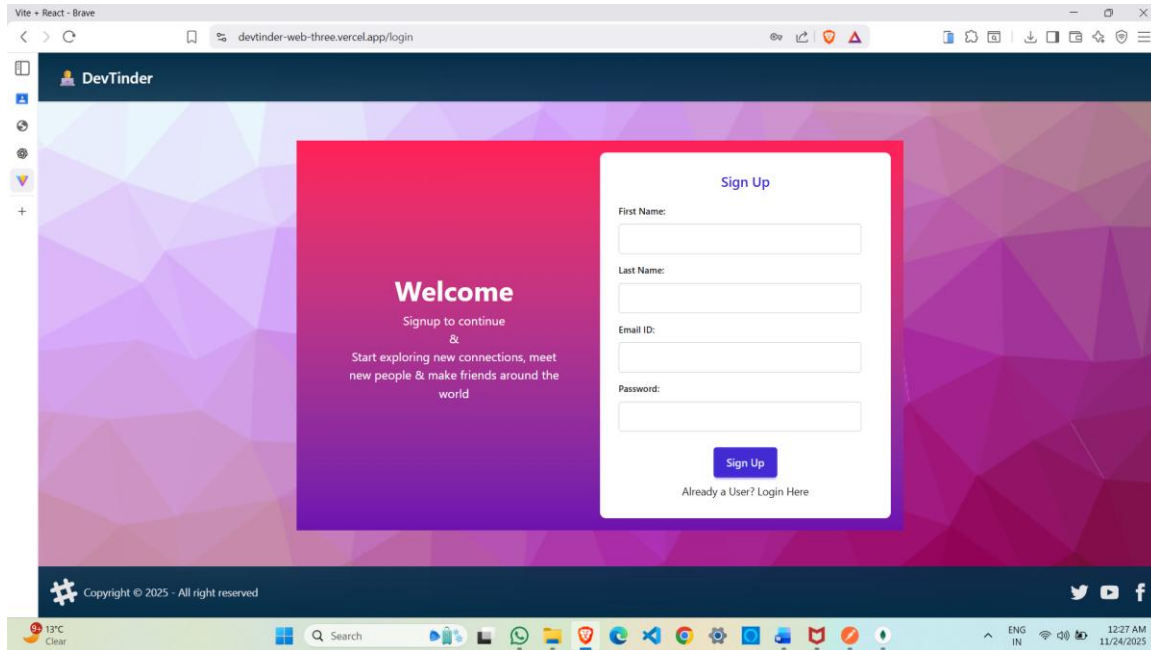 Vite + React - Brave
devtinder-web-three.vercel.app/login
DevTinder
Welcome
Signup to continue
&
Start exploring new connections, meet
new people & make friends around the
world
Sign Up
First Name:
Last Name:
Email ID:
Password:
Sign Up
Already a User? Login Here
Copyright © 2025 - All right reserved
9+
13°C
Clear
Search
ENG
IN
12:27 AM
11/24/2025